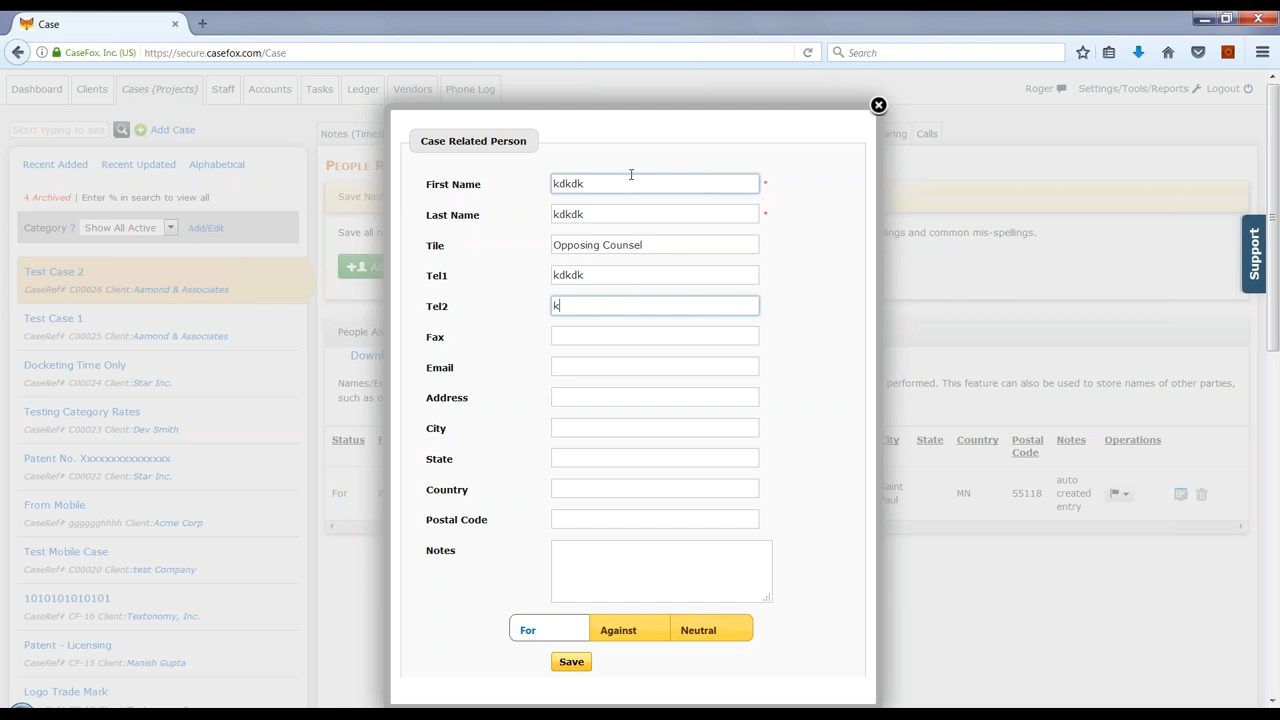 Case
CaseFox, Inc. (US)
https://secure.casefox.com/Case
Search
Dashboard
Clients
Cases (Projects)
Staff
Accounts
Tasks
Ledger
Vendors
Phone Log
Roger
Settings/Tools/Reports
Logout
Start typing to sea
Add Case
Notes (Time/
aring
Calls
Recent Added
Recent Updated
Alphabetical
4 Archived | Enter % in search to view all
Category ?
Show All Active
Add/Edit
Test Case 2
CaseRef# C00026 Client:Aamond & Associates
Test Case 1
CaseRef# C00025 Client:Aamond & Associates
Docketing Time Only
CaseRef# C00024 Client:Star Inc.
Testing Category Rates
CaseRef# C00023 Client:Dev Smith
Patent No. Xxxxxxxxxxxxxx
CaseRef# C00022 Client:Star Inc.
From Mobile
CaseRef# gggggghhhh Client:Acme Corp
Test Mobile Case
CaseRef# C00020 Client:test Company
1010101010101
CaseRef# CF-16 Client:Textonomy, Inc.
Patent - Licensing
CaseRef# CF-15 Client:Manish Gupta
Logo Trade Mark
People R
Save Name
Save all n
lings and common mis-spellings.
People As
Downl
Names/Em
performed. This feature can also be used to store names of other parties,
such as o
Status
City
State
Country
Postal Code
Notes
Operations
For
Saint Paul
MN
55118
auto created entry
Case Related Person
First Name
kdkdk
*
Last Name
kdkdk
*
Tile
Opposing Counsel
Tel1
kdkdk
Tel2
k
Fax
Email
Address
City
State
Country
Postal Code
Notes
For
Against
Neutral
Save
Support